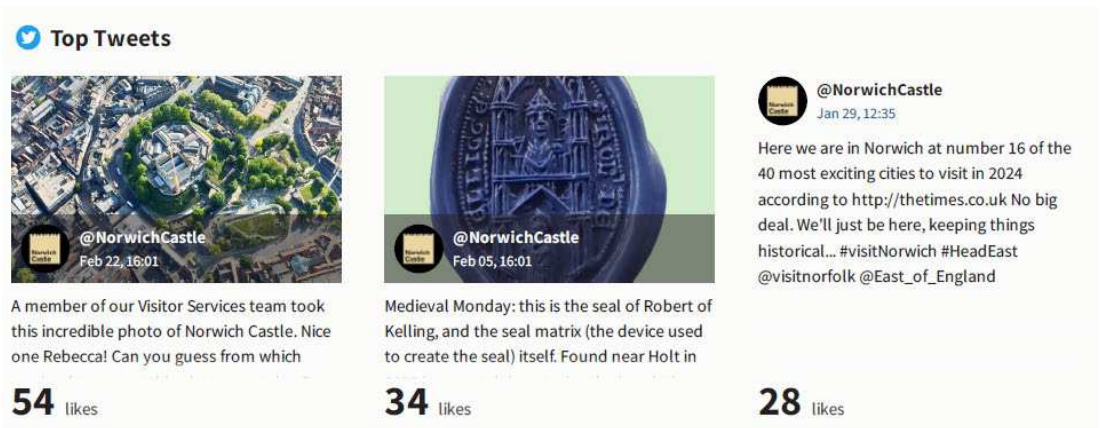 Top Tweets
@NorwichCastle
Feb 22, 16:01
A member of our Visitor Services team took
this incredible photo of Norwich Castle. Nice
one Rebecca! Can you guess from which
54 likes
@NorwichCastle
Feb 05, 16:01
Medieval Monday: this is the seal of Robert of
Kelling, and the seal matrix (the device used
to create the seal) itself. Found near Holt in
34 likes
@NorwichCastle
Jan 29, 12:35
Here we are in Norwich at number 16 of the
40 most exciting cities to visit in 2024
according to http://thetimes.co.uk No big
deal. We'll just be here, keeping things
historical... #visitNorwich #HeadEast
@visitnorfolk @East_of_England
28 likes